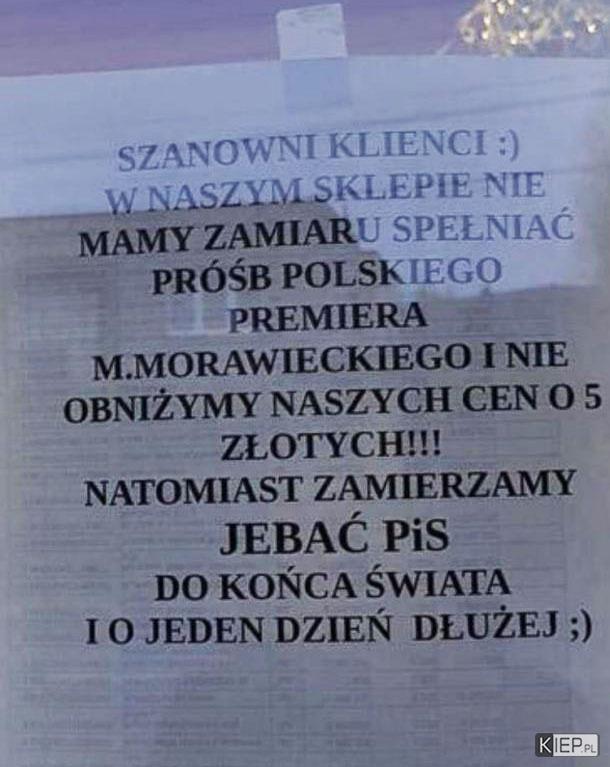 SZANOWNI KLIENCI :)
W NASZYM SKLEPIE NIE
MAMY ZAMIARU SPEŁNIAĆ
PRÓŚB POLSKIEGO
PREMIERA
M.MORAWIECKIEGO I NIE
OBNIŻYMY NASZYCH CEN O 5
ZŁOTYCH!!!
NATOMIAST ZAMIERZAMY
JEBAĆ PiS
DO KOŃCA ŚWIATA
I O JEDEN DZIEŃ DŁUŻEJ ;)
KIEP.PL